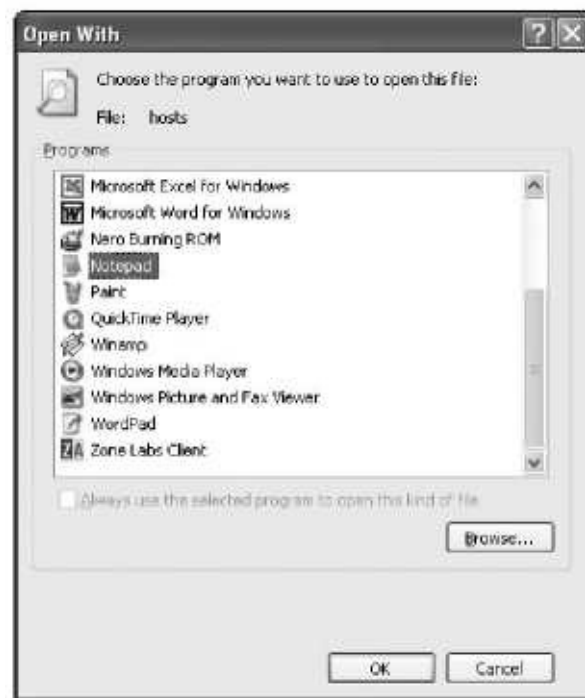 Open With
Choose the program you want to use to open this file:
File: hosts
Programs
Microsoft Excel for Windows
Microsoft Word for Windows
Nero Burning ROM
Notepad
Paint
QuickTime Player
Winamp
Windows Media Player
Windows Picture and Fax Viewer
WordPad
ZA Zone Labs Client
Always use the selected program to open this kind of file
Browse...
OK Cancel